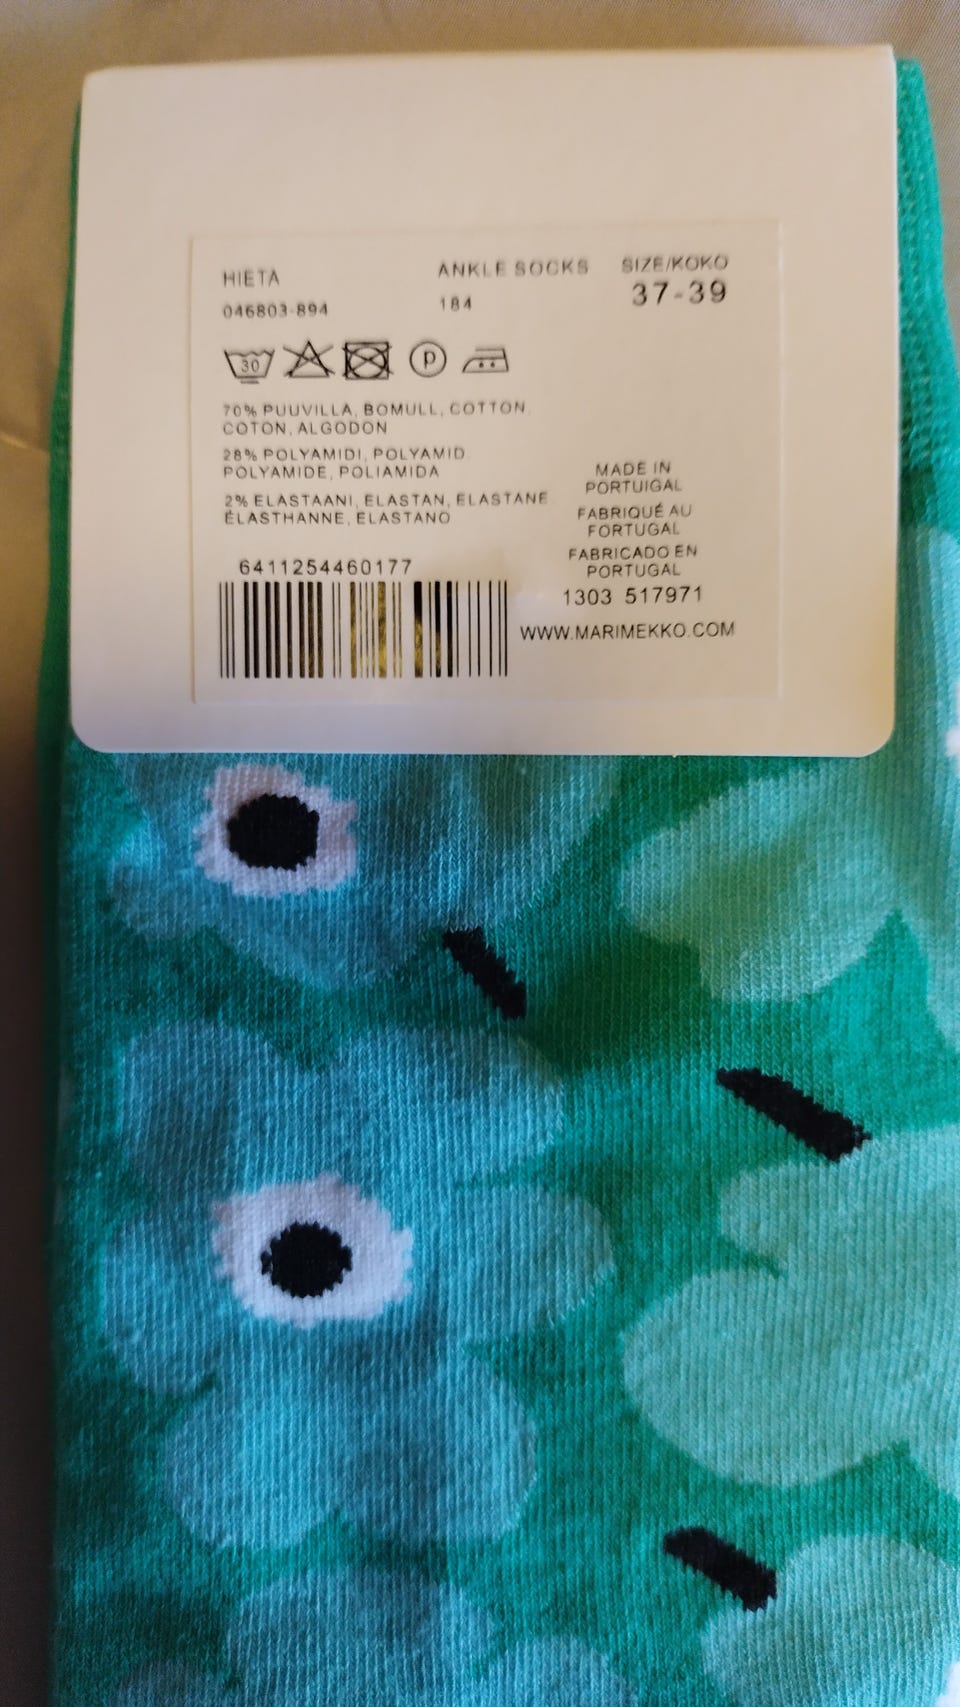 HIETA
ANKLE SOCKS
SIZE/KOKO
046803-894
184
37-39
30
P
70% PUUVILLA, BOMULL, COTTON,
COTON, ALGODON
28% POLYAMIDI, POLYAMID
POLYAMIDE, POLIAMIDA
2% ELASTAANI, ELASTAN, ELASTANE
ÉLASTHANNE, ELASTANO
MADE IN
PORTUIGAL
FABRIQUÉ AU
FORTUGAL
FABRICADO EN
PORTUGAL
6411254460177
1303 517971
WWW.MARIMEKKO.COM